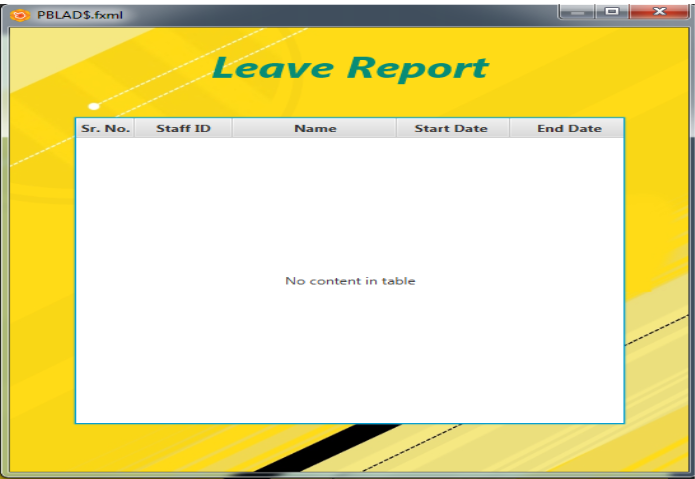 PBLAD$.fxml
Leave Report
Sr. No. Staff ID Name Start Date End Date
No content in table